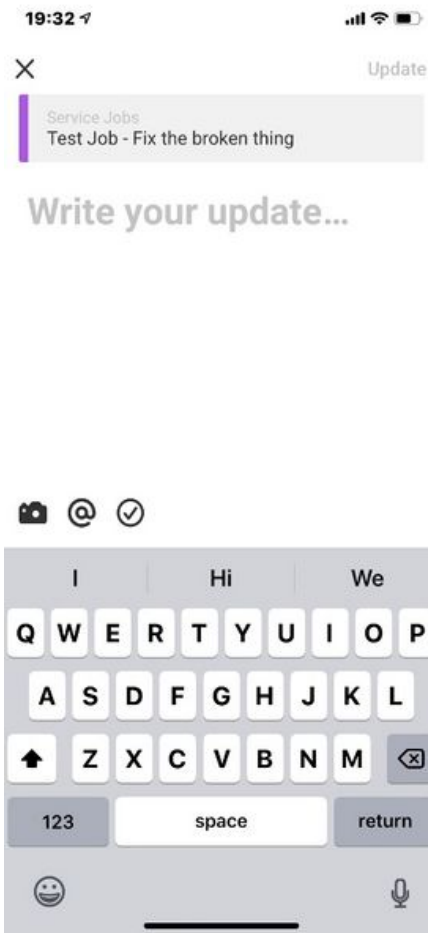 19:32
Update
Service Jobs
Test Job - Fix the broken thing
Write your update...
@
I Hi We
Q W E R T Y U I O P
A S D F G H J K L
Z X C V B N M
123 space return